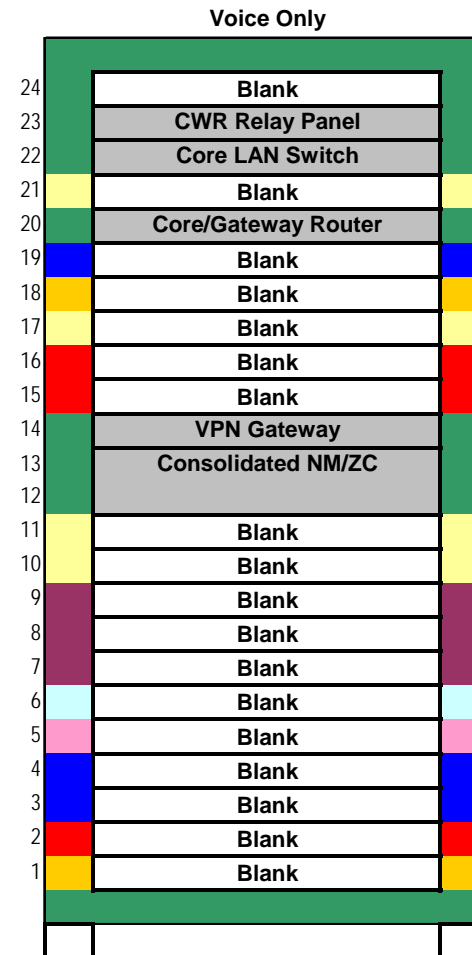 Voice Only
24 Blank
23 CWR Relay Panel
22 Core LAN Switch
21 Blank
20 Core/Gateway Router
19 Blank
18 Blank
17 Blank
16 Blank
15 Blank
14 VPN Gateway
13 Consolidated NM/ZC
12
11 Blank
10 Blank
9 Blank
8 Blank
7 Blank
6 Blank
5 Blank
4 Blank
3 Blank
2 Blank
1 Blank